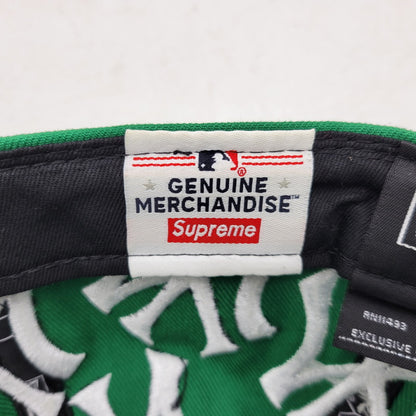 ®
GENUINE
MERCHANDISE™
Supreme
RN11493
EXCLUSIVE